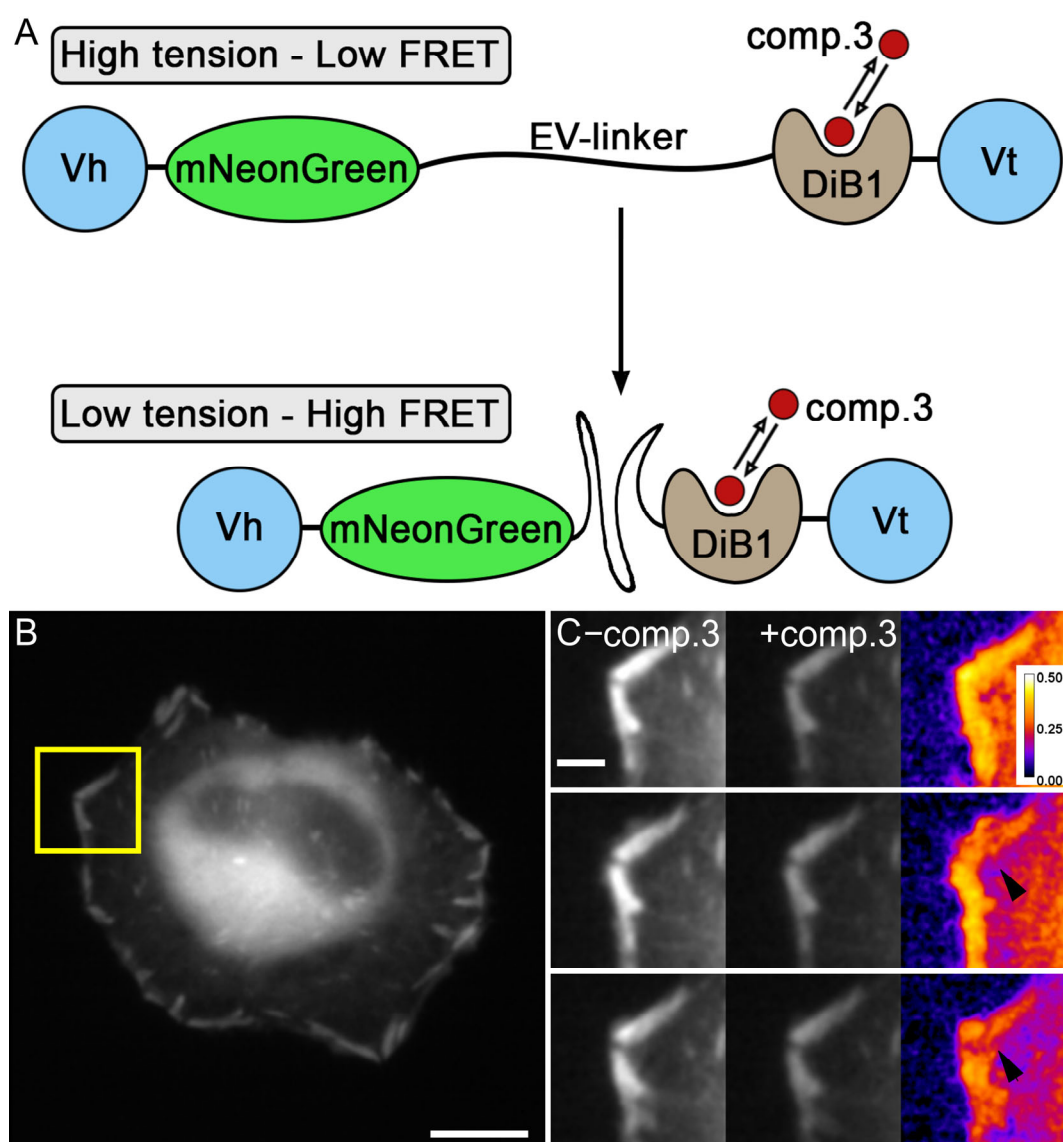 A
High tension - Low FRET
comp.3
Vh
mNeonGreen
EV-linker
DiB1
Vt
Low tension - High FRET
comp.3
Vh
mNeonGreen
DiB1
Vt
B
C −comp.3
+comp.3
0.50
0.25
0.00